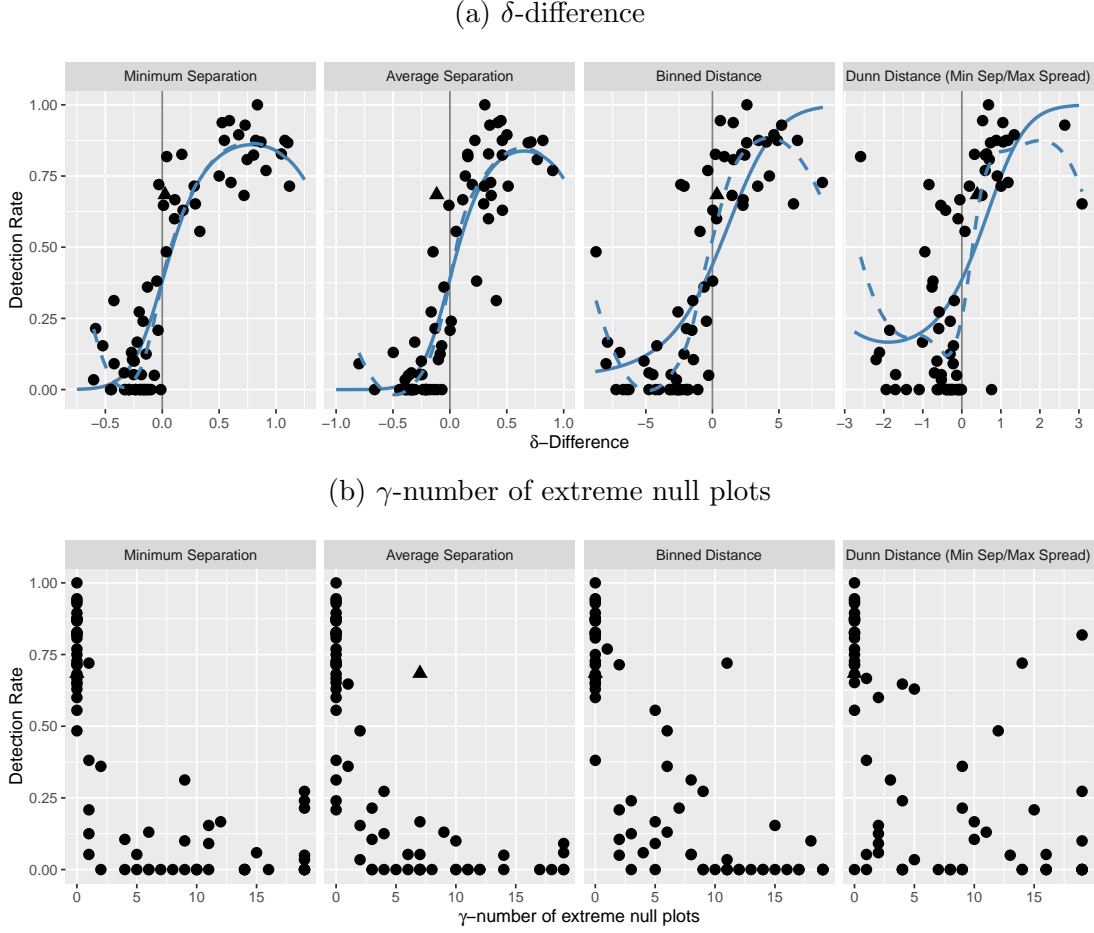 (a) δ-difference
Minimum Separation Average Separation Binned Distance Dunn Distance (Min Sep/Max Spread)
1.00
0.75
0.50
0.25
0.00
Detection Rate
−0.5 0.0 0.5 1.0 −1.0 −0.5 0.0 0.5 1.0 −5 0 5 −3 −2 −1 0 1 2 3
δ−Difference
(b) γ-number of extreme null plots
Minimum Separation Average Separation Binned Distance Dunn Distance (Min Sep/Max Spread)
1.00
0.75
0.50
0.25
0.00
Detection Rate
0 5 10 15 0 5 10 15 0 5 10 15 0 5 10 15
γ−number of extreme null plots